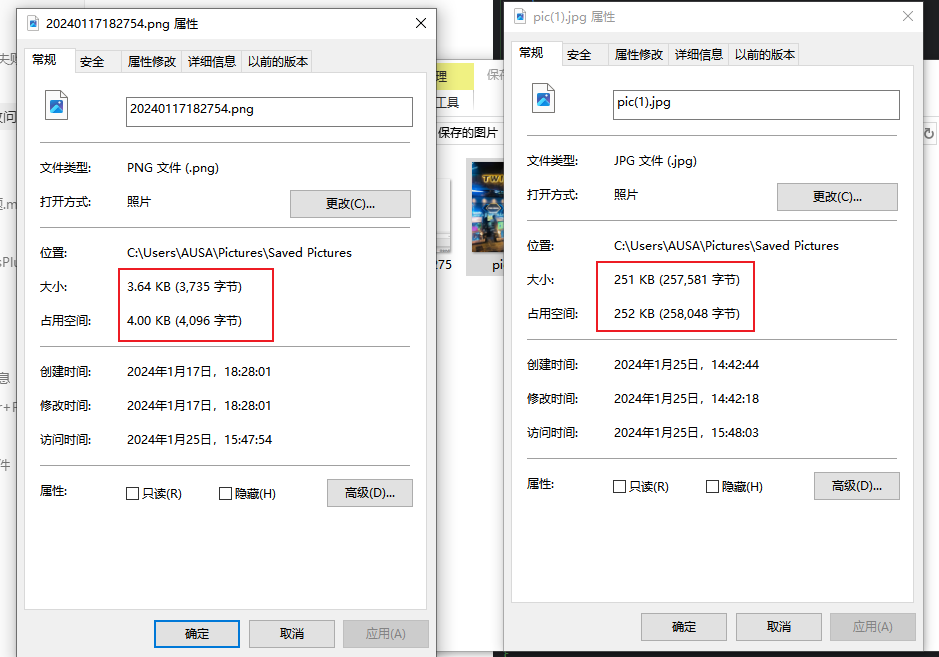 20240117182754.png 属性
常规
安全
属性修改
详细信息
以前的版本
20240117182754.png
文件类型:
PNG 文件 (.png)
打开方式:
照片
更改(C)...
位置:
C:\Users\AUSA\Pictures\Saved Pictures
大小:
3.64 KB (3,735 字节)
占用空间:
4.00 KB (4,096 字节)
创建时间:
2024年1月17日，18:28:01
修改时间:
2024年1月17日，18:28:01
访问时间:
2024年1月25日，15:47:54
属性:
只读(R)
隐藏(H)
高级(D)...
确定
取消
应用(A)
理
保存
工具
保存的图片
TWI
275
pi
pic(1).jpg 属性
常规
安全
属性修改
详细信息
以前的版本
pic(1).jpg
文件类型:
JPG 文件 (.jpg)
打开方式:
照片
更改(C)...
位置:
C:\Users\AUSA\Pictures\Saved Pictures
大小:
251 KB (257,581 字节)
占用空间:
252 KB (258,048 字节)
创建时间:
2024年1月25日，14:42:44
修改时间:
2024年1月25日，14:42:18
访问时间:
2024年1月25日，15:48:03
属性:
只读(R)
隐藏(H)
高级(D)...
确定
取消
应用(A)